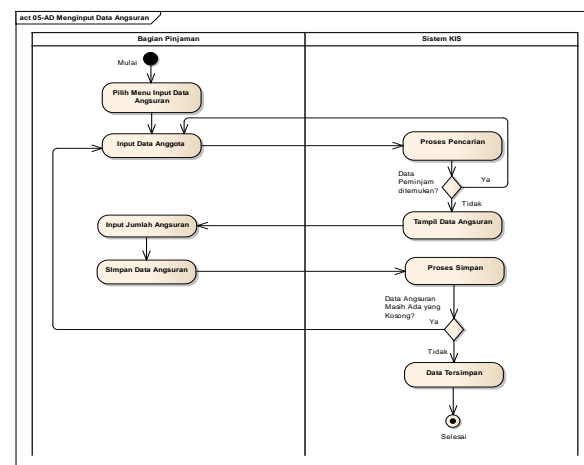 act 05-AD Menginput Data Angsuran
Bagian Pinjaman
Sistem KIS
Mulai
Pilih Menu Input Data
Angsuran
Input Data Anggota
Proses Pencarian
Data
Peminjam
ditemukan?
Ya
Tidak
Input Jumlah Angsuran
Tampil Data Angsuran
SImpan Data Angsuran
Proses Simpan
Data Angsuran
Masih Ada yang
Kosong?
Ya
Tidak
Data Tersimpan
Selesai